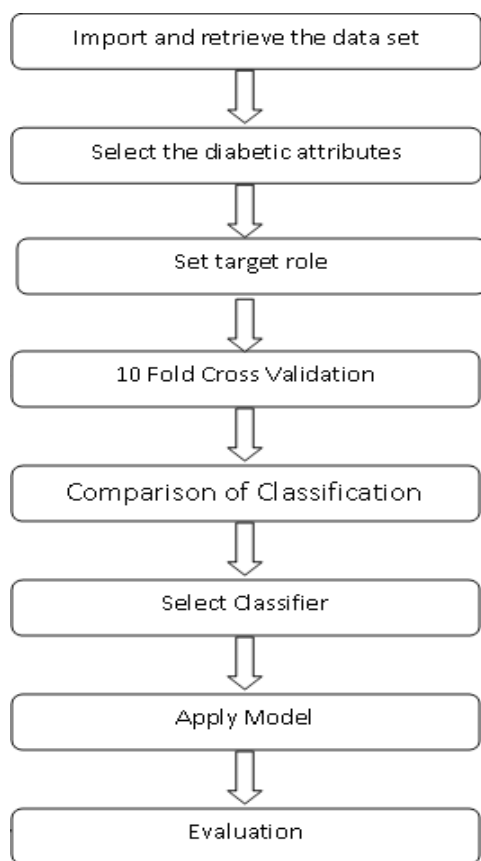 Import and retrieve the data set
Select the diabetic attributes
Set target role
10 Fold Cross Validation
Comparison of Classification
Select Classifier
Apply Model
Evaluation